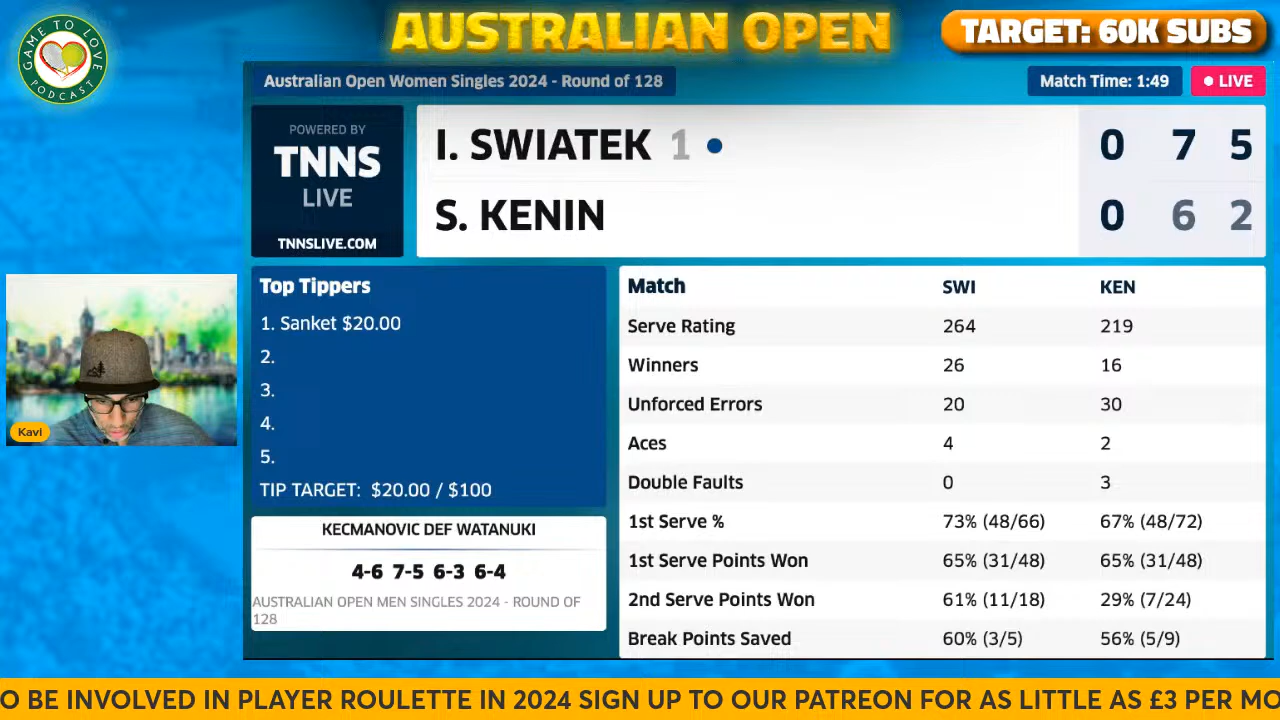 GAME TO LOVE
PODCAST
AUSTRALIAN OPEN
TARGET: 60K SUBS
Australian Open Women Singles 2024 - Round of 128
Match Time: 1:49
LIVE
POWERED BY
TNNS
LIVE
TNNSLIVE.COM
I. SWIATEK 1 0 7 5
S. KENIN 0 6 2
Top Tippers
1. Sanket $20.00
2.
3.
4.
5.
TIP TARGET: $20.00 / $100
KECMANOVIC DEF WATANUKI
4-6 7-5 6-3 6-4
AUSTRALIAN OPEN MEN SINGLES 2024 - ROUND OF
128
Match SWI KEN
Serve Rating 264 219
Winners 26 16
Unforced Errors 20 30
Aces 4 2
Double Faults 0 3
1st Serve % 73% (48/66) 67% (48/72)
1st Serve Points Won 65% (31/48) 65% (31/48)
2nd Serve Points Won 61% (11/18) 29% (7/24)
Break Points Saved 60% (3/5) 56% (5/9)
Kavi
O BE INVOLVED IN PLAYER ROULETTE IN 2024 SIGN UP TO OUR PATREON FOR AS LITTLE AS £3 PER MO